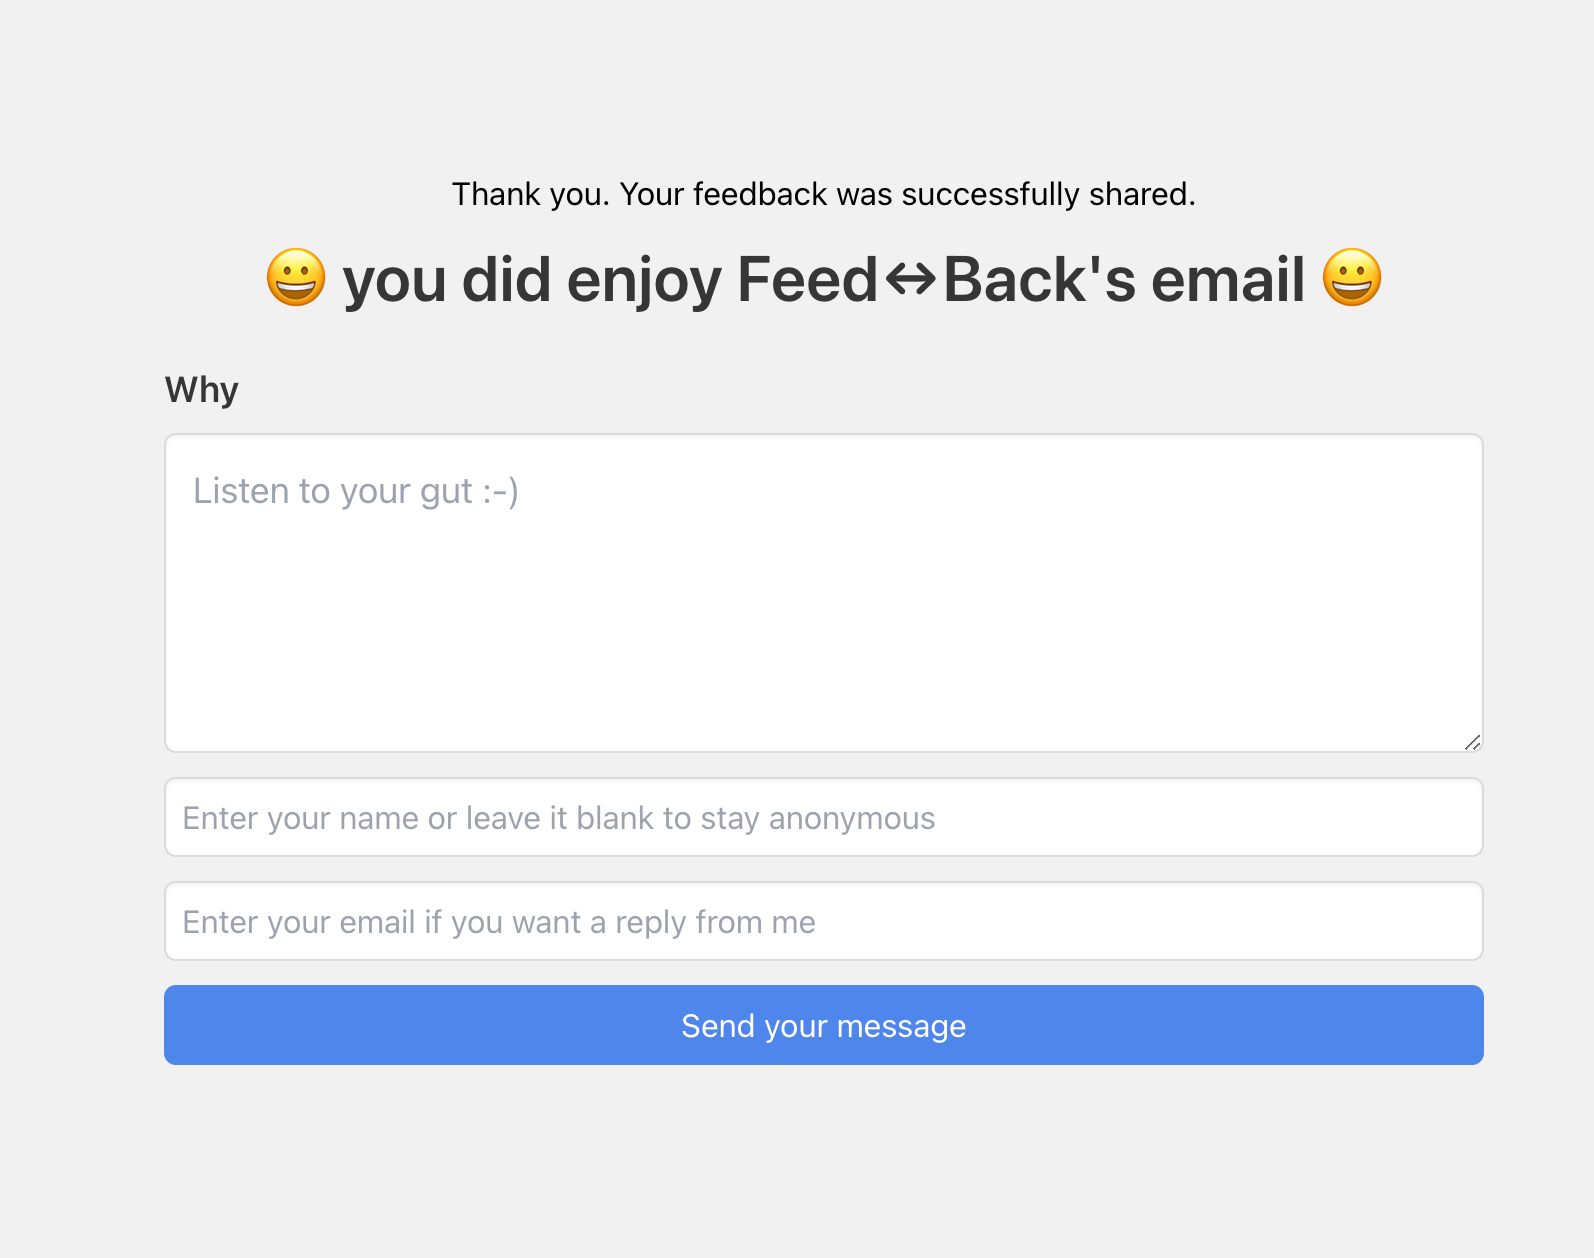 Thank you. Your feedback was successfully shared.
😀 you did enjoy Feed↔Back's email 😀
Why
Listen to your gut :-)
Enter your name or leave it blank to stay anonymous
Enter your email if you want a reply from me
Send your message